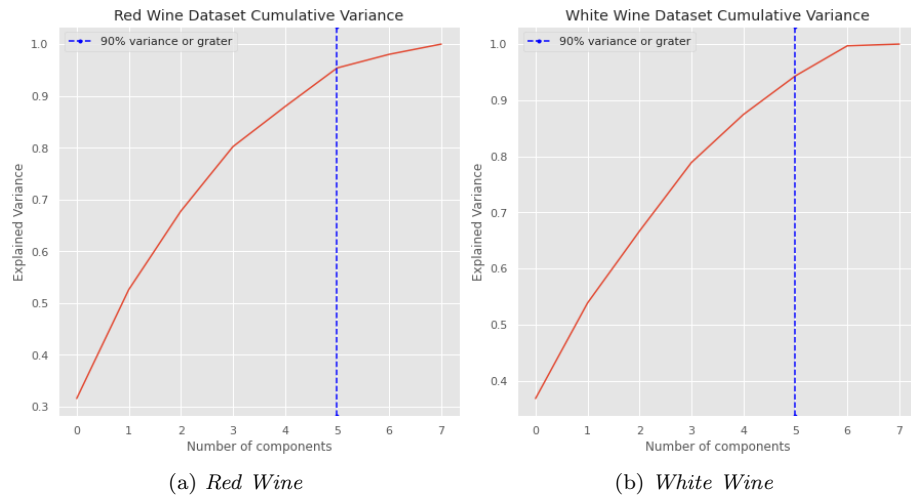 Red Wine Dataset Cumulative Variance
90% variance or grater
1.0
0.9
0.8
0.7
0.6
0.5
0.4
0.3
Explained Variance
0 1 2 3 4 5 6 7
Number of components
(a) Red Wine
White Wine Dataset Cumulative Variance
90% variance or grater
1.0
0.9
0.8
0.7
0.6
0.5
0.4
Explained Variance
0 1 2 3 4 5 6 7
Number of components
(b) White Wine